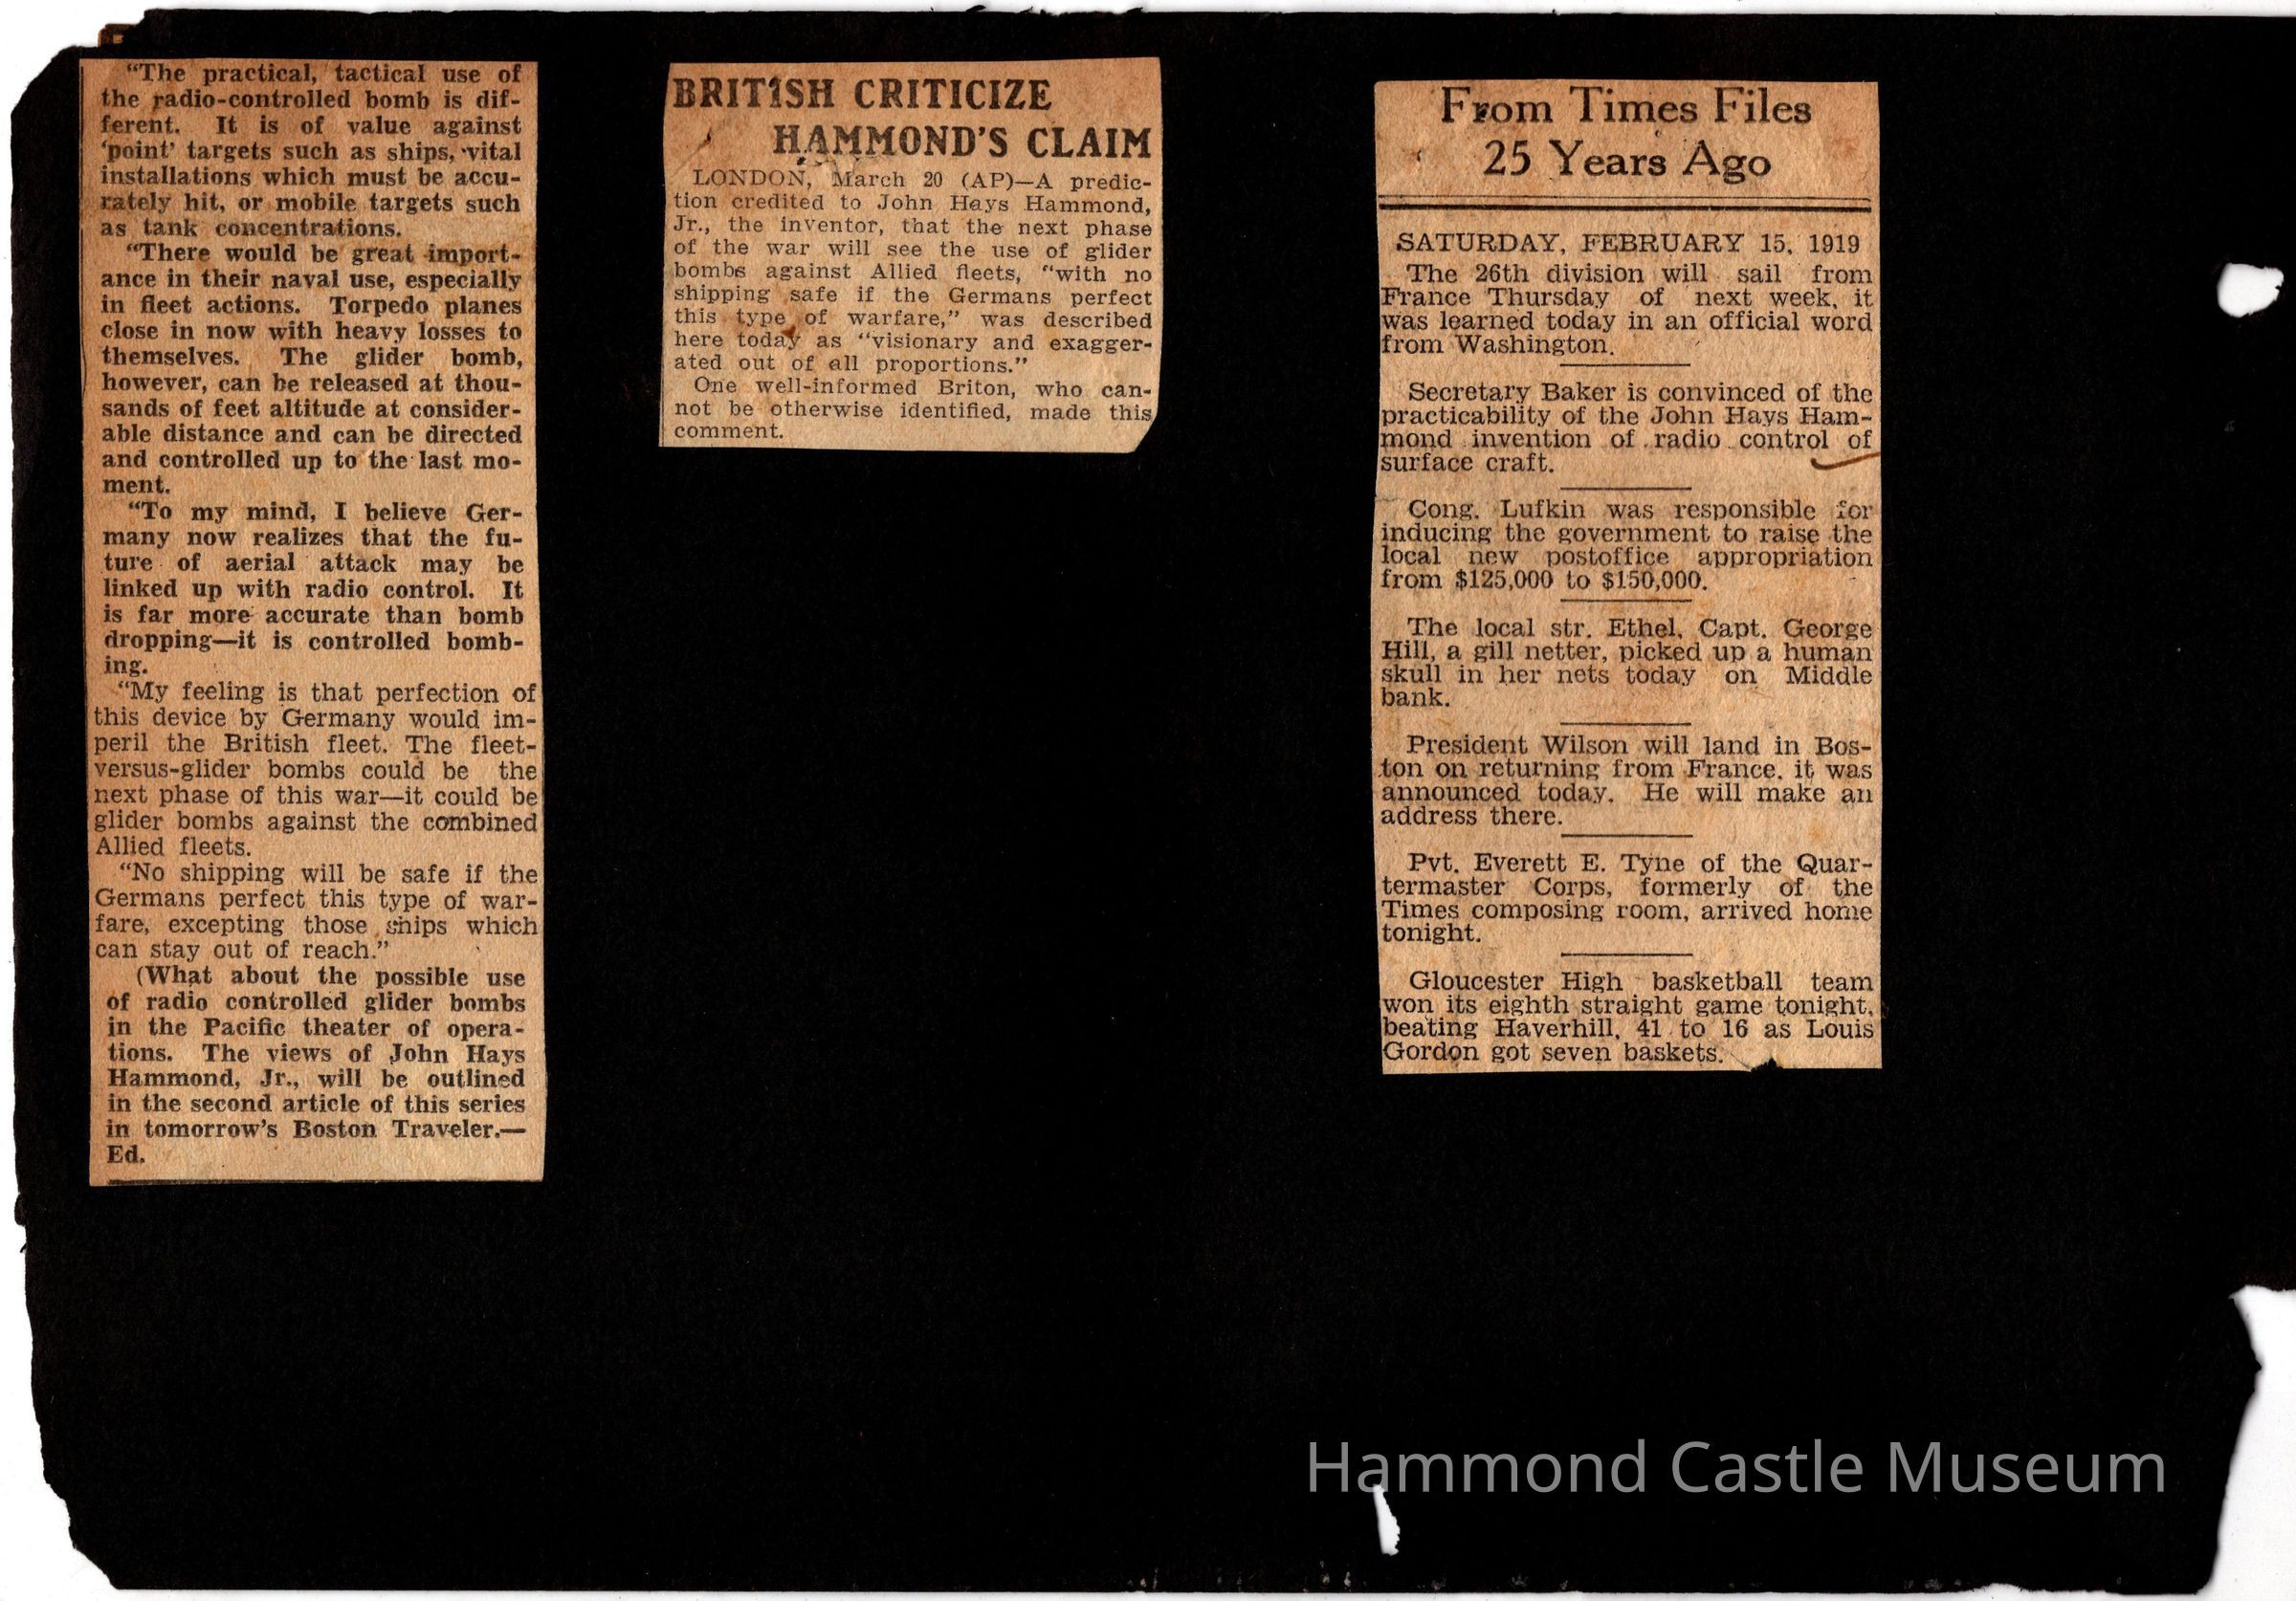 "The practical, tactical use of
the radio-controlled bomb is dif-
ferent. It is of value against
'point' targets such as ships, vital
installations which must be accu-
rately hit, or mobile targets such
as tank concentrations.
"There would be great import-
ance in their naval use, especially
in fleet actions. Torpedo planes
close in now with heavy losses to
themselves. The glider bomb,
however, can be released at thou-
sands of feet altitude at consider-
able distance and can be directed
and controlled up to the last mo-
ment.
"To my mind, I believe Ger-
many now realizes that the fu-
ture of aerial attack may be
linked up with radio control. It
is far more accurate than bomb
dropping—it is controlled bomb-
ing.
"My feeling is that perfection of
this device by Germany would im-
peril the British fleet. The fleet-
versus-glider bombs could be the
next phase of this war—it could be
glider bombs against the combined
Allied fleets.
"No shipping will be safe if the
Germans perfect this type of war-
fare, excepting those ships which
can stay out of reach."
(What about the possible use
of radio controlled glider bombs
in the Pacific theater of opera-
tions. The views of John Hays
Hammond, Jr., will be outlined
in the second article of this series
in tomorrow's Boston Traveler.—
Ed.
BRITISH CRITICIZE
HAMMOND'S CLAIM
LONDON, March 20 (AP)—A predic-
tion credited to John Hays Hammond,
Jr., the inventor, that the next phase
of the war will see the use of glider
bombs against Allied fleets, "with no
shipping safe if the Germans perfect
this type of warfare," was described
here today as "visionary and exagger-
ated out of all proportions."
One well-informed Briton, who can-
not be otherwise identified, made this
comment.
From Times Files
25 Years Ago
SATURDAY, FEBRUARY 15, 1919
The 26th division will sail from
France Thursday of next week, it
was learned today in an official word
from Washington.
Secretary Baker is convinced of the
practicability of the John Hays Ham-
mond invention of radio control of
surface craft.
Cong. Lufkin was responsible for
inducing the government to raise the
local new postoffice appropriation
from $125,000 to $150,000.
The local str. Ethel, Capt. George
Hill, a gill netter, picked up a human
skull in her nets today on Middle
bank.
President Wilson will land in Bos-
ton on returning from France, it was
announced today. He will make an
address there.
Pvt. Everett E. Tyne of the Quar-
termaster Corps, formerly of the
Times composing room, arrived home
tonight.
Gloucester High basketball team
won its eighth straight game tonight,
beating Haverhill, 41 to 16 as Louis
Gordon got seven baskets.
Hammond Castle Museum